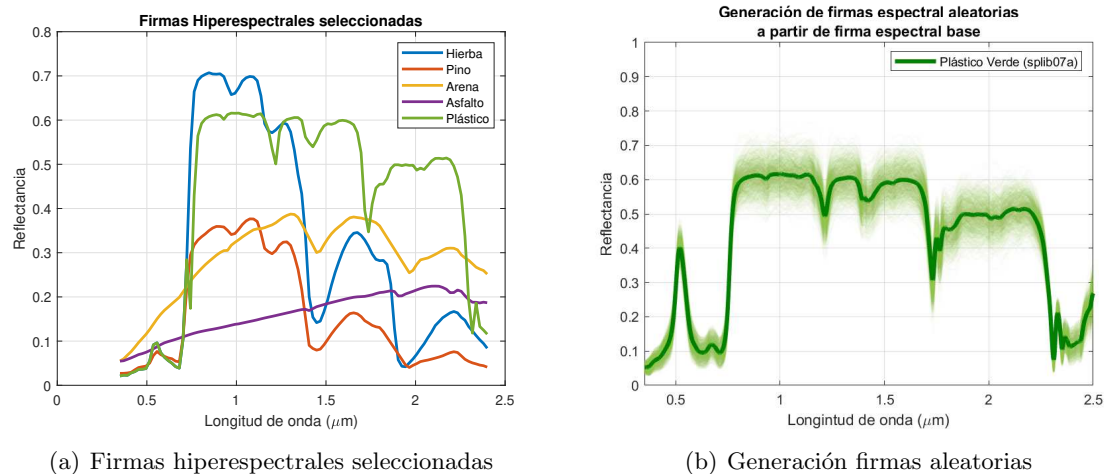 Firmas Hiperespectrales seleccionadas
Reflectancia
0.8
0.7
0.6
0.5
0.4
0.3
0.2
0.1
0
Hierba
Pino
Arena
Asfalto
Plástico
0
0.5
1
1.5
2
2.5
Longitud de onda (μm)
(a) Firmas hiperespectrales seleccionadas
Generación de firmas espectral aleatorias
a partir de firma espectral base
Reflectancia
1
0.9
0.8
0.7
0.6
0.5
0.4
0.3
0.2
0.1
0
Plástico Verde (splib07a)
0.5
1
1.5
2
2.5
Longintud de onda (μm)
(b) Generación firmas aleatorias